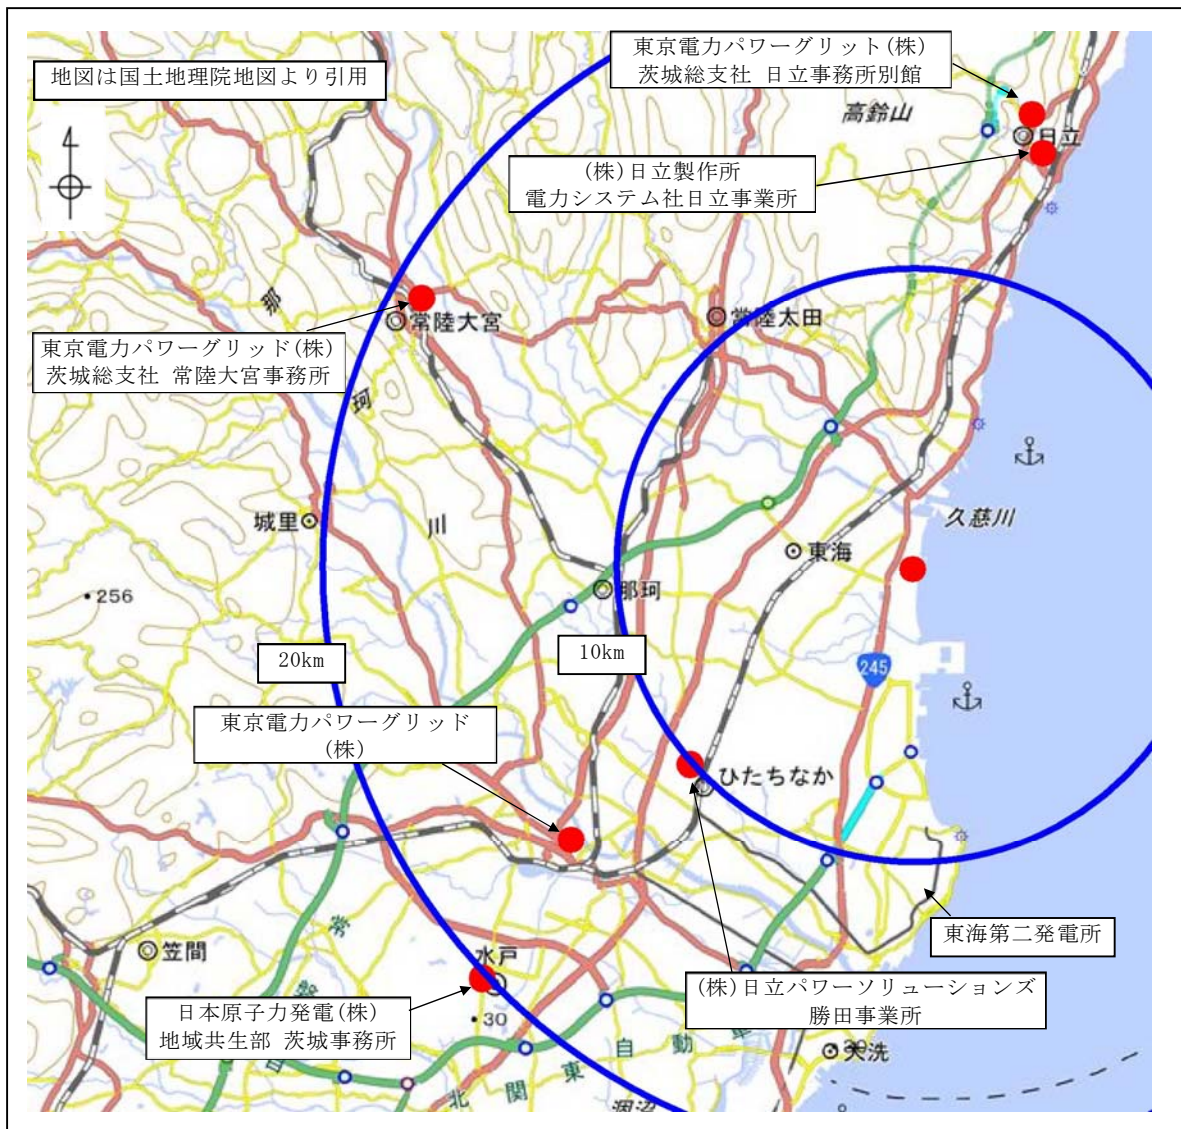 東京電力パワーグリット(株)
茨城総支社 日立事務所別館
地図は国土地理院地図より引用
高鈴山
日立
(株)日立製作所
電力システム社日立事業所
那
珂
川
常陸大宮
常陸太田
東京電力パワーグリッド(株)
茨城総支社 常陸大宮事務所
城里
久慈川
東海
256
那珂
20km
10km
245
東京電力パワーグリッド
(株)
ひたちなか
東海第二発電所
笠間
水戸
常
(株)日立パワーソリューションズ
勝田事業所
日本原子力発電(株)
地域共生部 茨城事務所
30
大洗
北関東自動車
涸沼